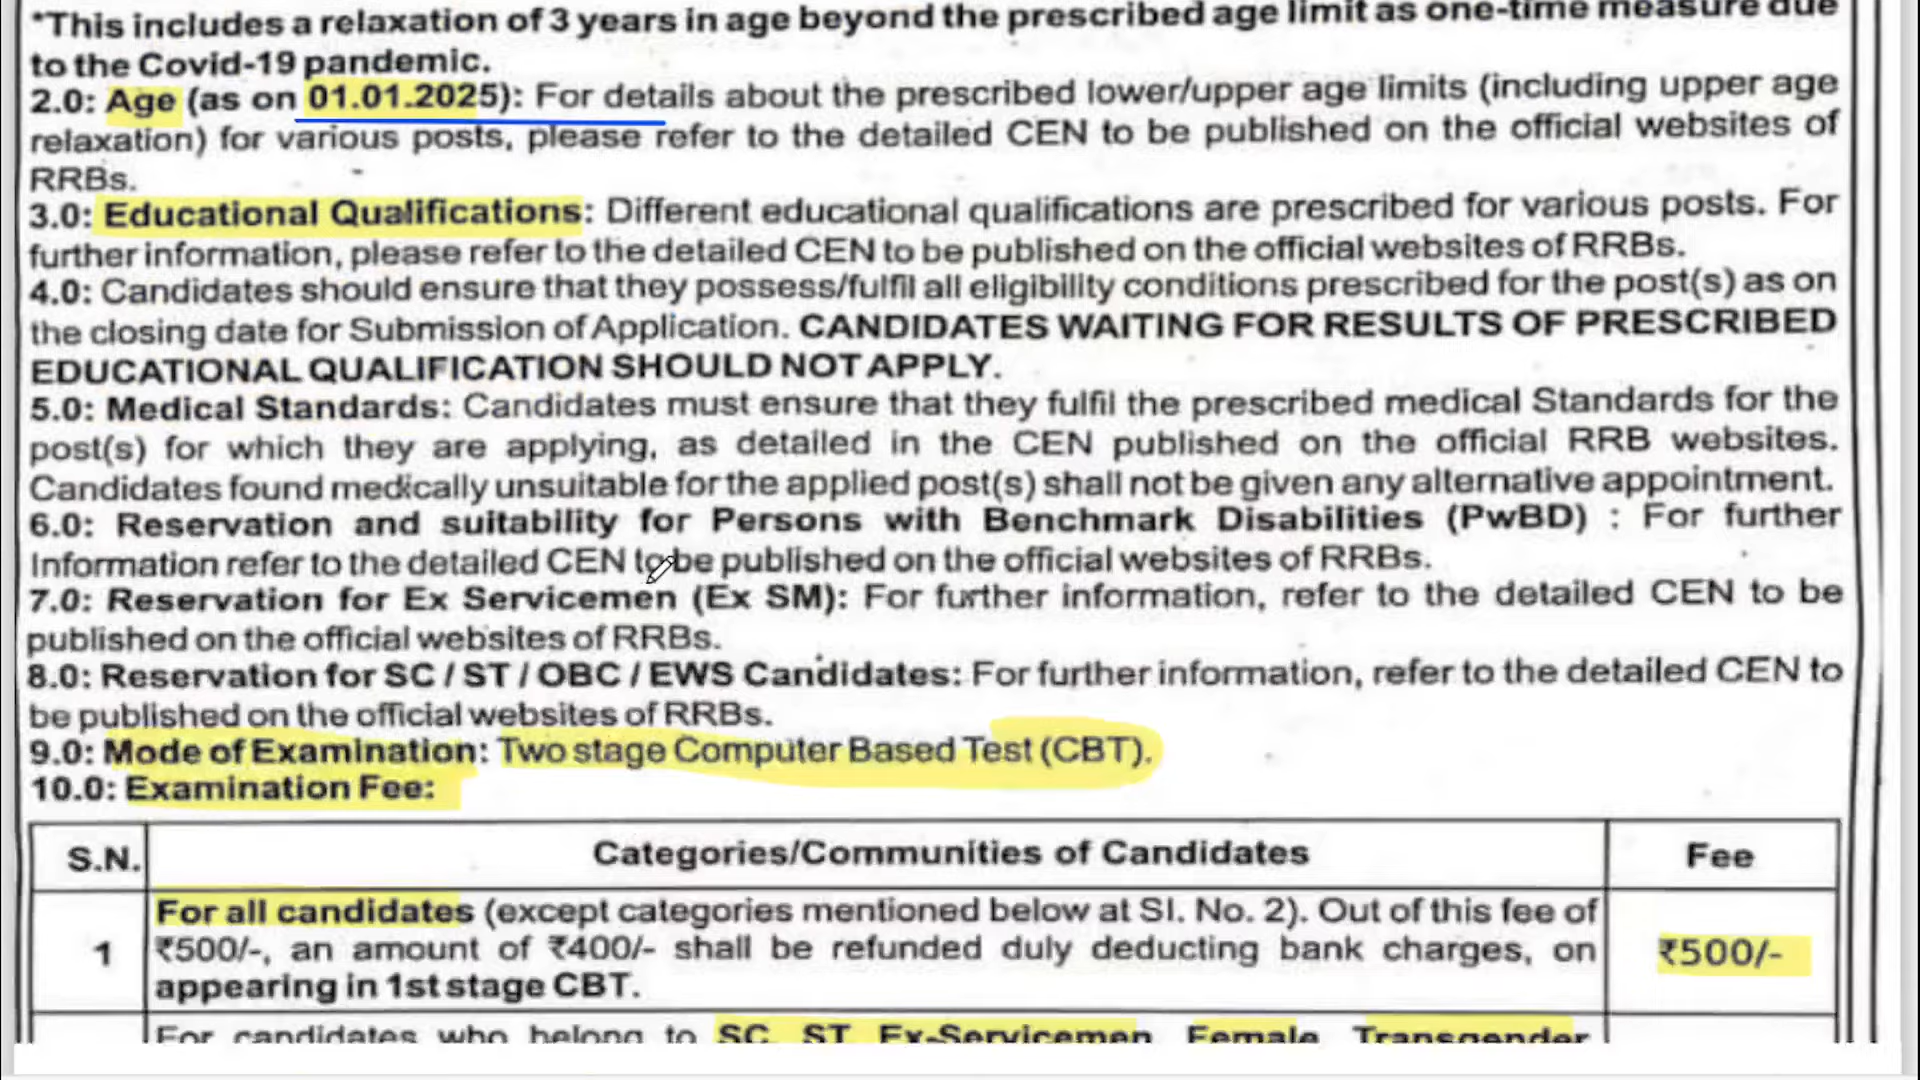 *This includes a relaxation of 3 years in age beyond the prescribed age limit as one-time measure due
to the Covid-19 pandemic.
2.0: Age (as on 01.01.2025): For details about the prescribed lower/upper age limits (including upper age
relaxation) for various posts, please refer to the detailed CEN to be published on the official websites of
RRBs.
3.0: Educational Qualifications: Different educational qualifications are prescribed for various posts. For
further information, please refer to the detailed CEN to be published on the official websites of RRBs.
4.0: Candidates should ensure that they possess/fulfil all eligibility conditions prescribed for the post(s) as on
the closing date for Submission of Application. CANDIDATES WAITING FOR RESULTS OF PRESCRIBED
EDUCATIONAL QUALIFICATION SHOULD NOT APPLY.
5.0: Medical Standards: Candidates must ensure that they fulfil the prescribed medical Standards for the
post(s) for which they are applying, as detailed in the CEN published on the official RRB websites.
Candidates found medically unsuitable for the applied post(s) shall not be given any alternative appointment.
6.0: Reservation and suitability for Persons with Benchmark Disabilities (PwBD) : For further
Information refer to the detailed CEN to be published on the official websites of RRBs.
7.0: Reservation for Ex Servicemen (Ex SM): For further information, refer to the detailed CEN to be
published on the official websites of RRBs.
8.0: Reservation for SC / ST / OBC / EWS Candidates: For further information, refer to the detailed CEN to
be published on the official websites of RRBs.
9.0: Mode of Examination: Two stage Computer Based Test (CBT).
10.0: Examination Fee:
S.N. Categories/Communities of Candidates Fee
For all candidates (except categories mentioned below at SI. No. 2). Out of this fee of
1 ₹500/-, an amount of ₹400/- shall be refunded duly deducting bank charges, on ₹500/-
appearing in 1st stage CBT.
For candidates who belong to SC, ST, Ex-Servicemen, Female, Transgender,